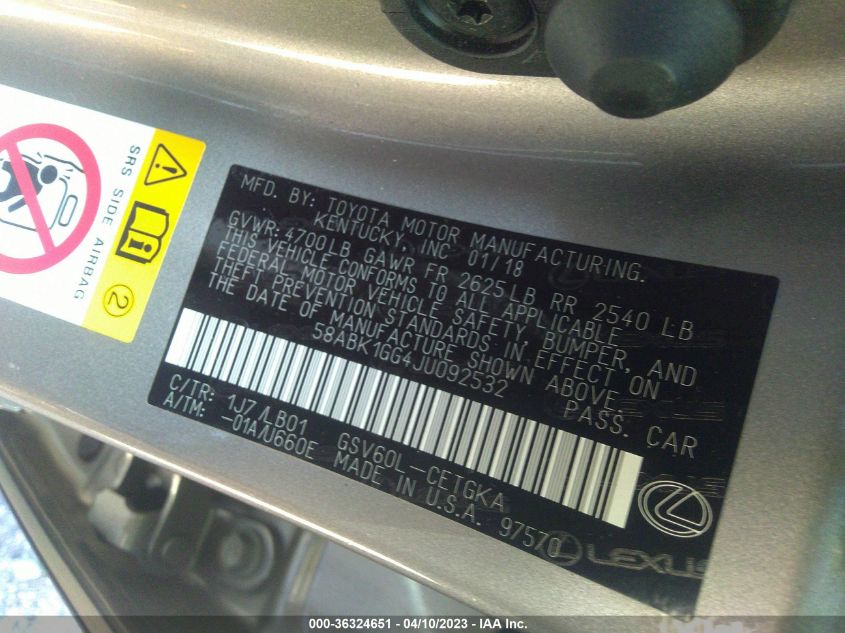 SRS SIDE AIRBAG
2
MFD. BY: TOYOTA MOTOR MANUFACTURING.
KENTUCKY, INC 01/18
GVWR: 4700LB GAWR FR 2625LB RR 2540 LB
THIS VEHICLE CONFORMS TO ALL APPLICABLE
FEDERAL MOTOR VEHICLE SAFETY, BUMPER, AND
THEFT PREVENTION STANDARDS IN EFFECT ON
THE DATE OF MANUFACTURE SHOWN ABOVE.
58ABK1GG4JU092532 PASS. CAR
C/TR: 1J7/LB01 GSV60L-CETGKA
A/TM: -01A/U660E MADE IN U.S.A. 97570
LEXUS
000-36324651 - 04/10/2023 - IAA Inc.